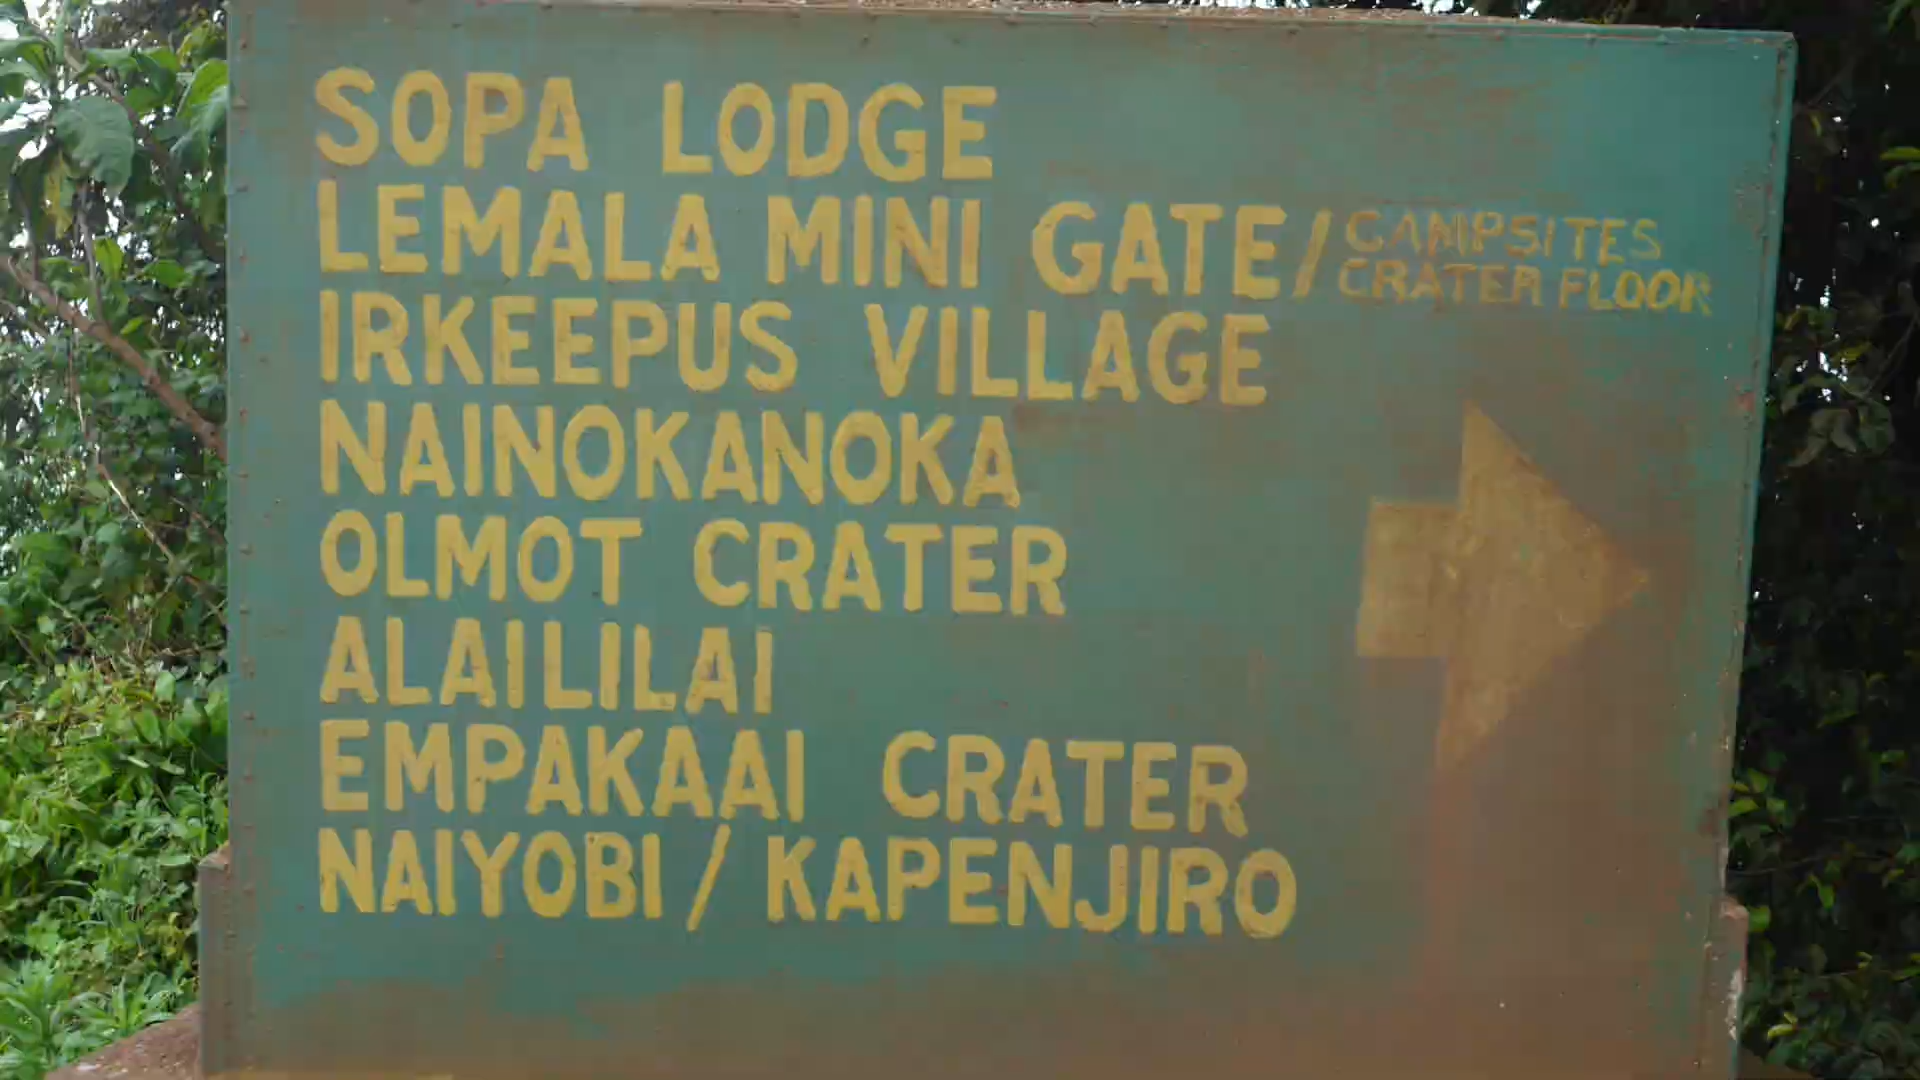 SOPA LODGE
LEMALA MINI GATE/CAMPSITES
CRATER FLOOR
IRKEEPUS VILLAGE
NAINOKANOKA
OLMOT CRATER
ALAILILAI
EMPAKAAI CRATER
NAIYOBI/KAPENJIRO